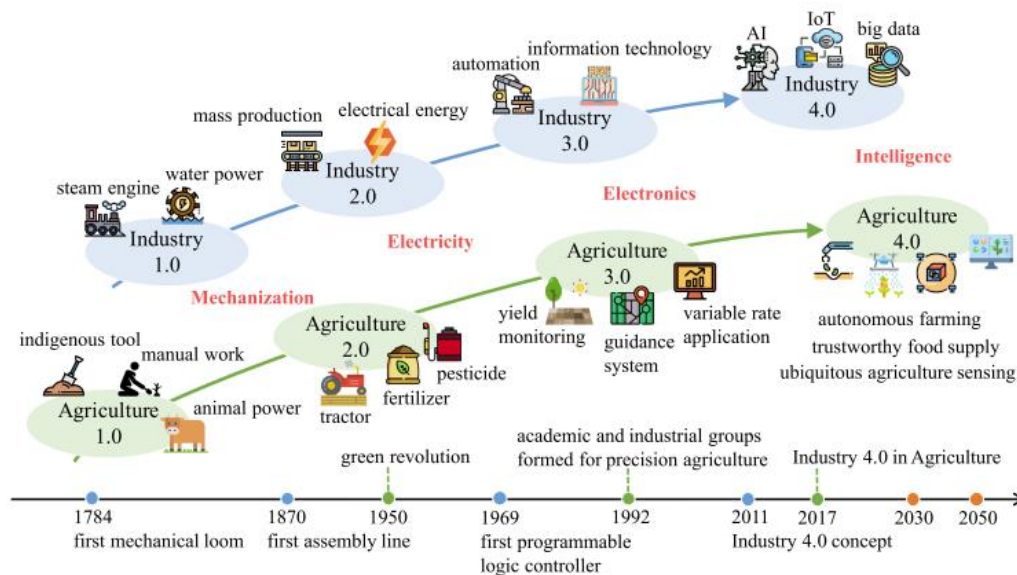 AI
IoT
big data
information technology
automation
Industry
4.0
Industry
3.0
electrical energy
mass production
Industry
2.0
Intelligence
water power
steam engine
Industry
1.0
Electronics
Agriculture
4.0
Electricity
Agriculture
3.0
Mechanization
yield
monitoring
guidance
system
variable rate
application
autonomous farming
trustworthy food supply
ubiquitous agriculture sensing
Agriculture
2.0
pesticide
fertilizer
tractor
indigenous tool
manual work
animal power
Agriculture
1.0
green revolution
academic and industrial groups
formed for precision agriculture
Industry 4.0 in Agriculture
1784
1870
1950
1969
1992
2011
2017
2030
2050
first mechanical loom
first assembly line
first programmable
logic controller
Industry 4.0 concept